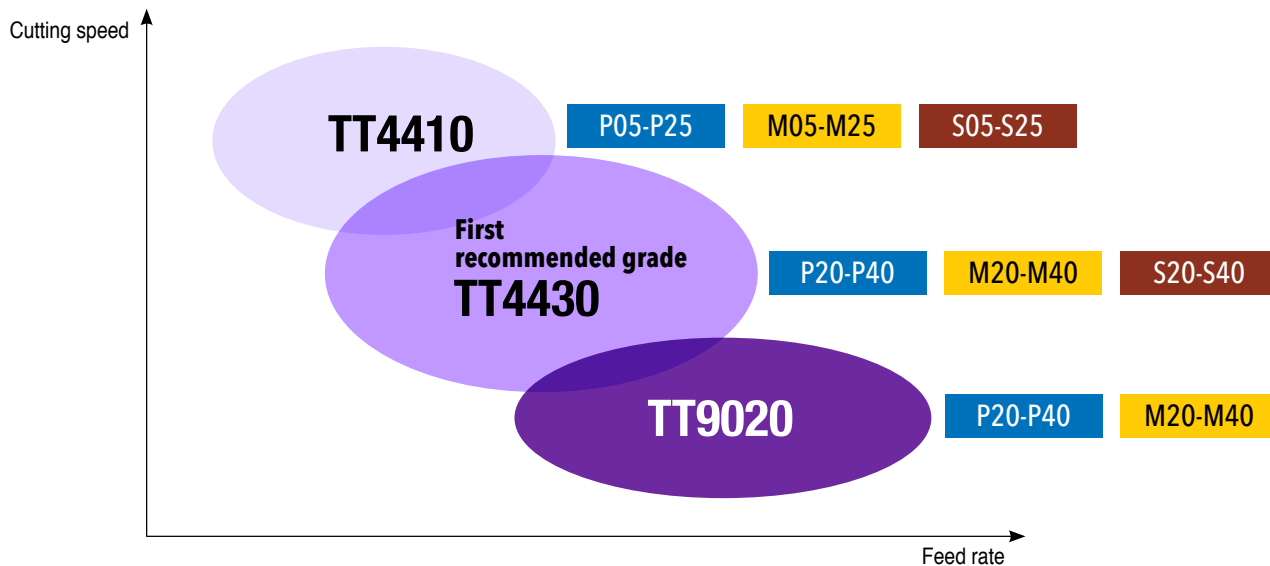 Cutting speed
TT4410
P05-P25
M05-M25
S05-S25
First
recommended grade
TT4430
P20-P40
M20-M40
S20-S40
TT9020
P20-P40
M20-M40
Feed rate